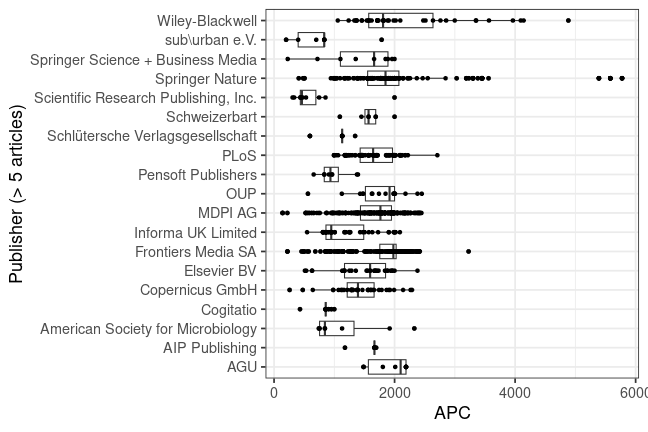 Publisher (> 5 articles)
Wiley-Blackwell
sub\urban e.V.
Springer Science + Business Media
Springer Nature
Scientific Research Publishing, Inc.
Schweizerbart
Schlütersche Verlagsgesellschaft
PLoS
Pensoft Publishers
OUP
MDPI AG
Informa UK Limited
Frontiers Media SA
Elsevier BV
Copernicus GmbH
Cogitatio
American Society for Microbiology
AIP Publishing
AGU
0 2000 4000 6000
APC